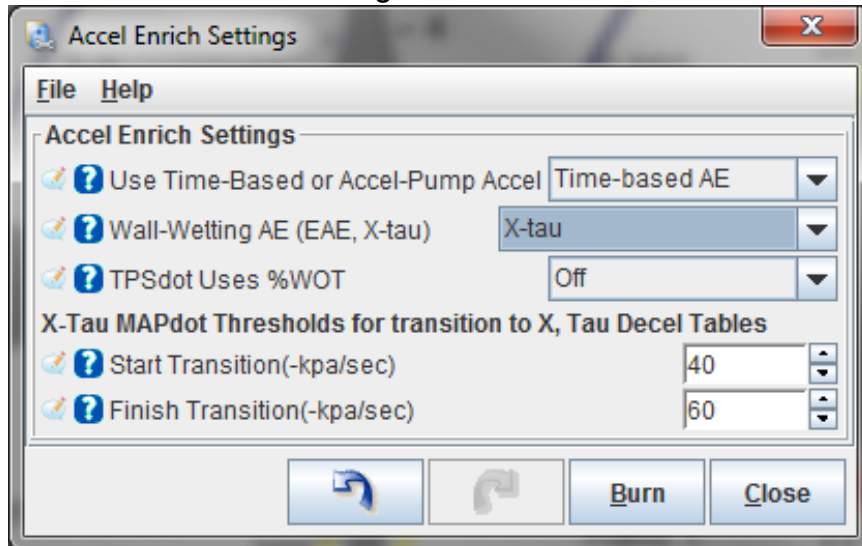 Accel Enrich Settings
File Help
Accel Enrich Settings
Use Time-Based or Accel-Pump Accel Time-based AE
Wall-Wetting AE (EAE, X-tau) X-tau
TPSdot Uses %WOT Off
X-Tau MAPdot Thresholds for transition to X, Tau Decel Tables
Start Transition(-kpa/sec) 40
Finish Transition(-kpa/sec) 60
Burn Close